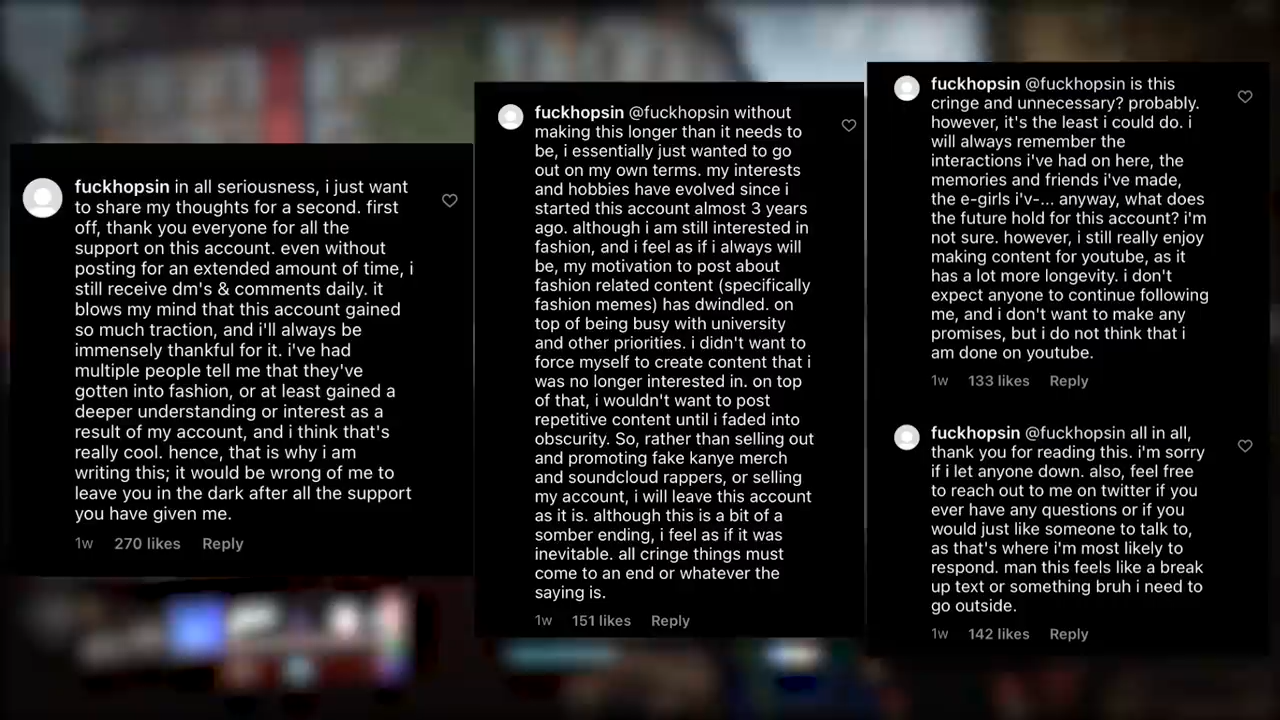 fuckhopsin in all seriousness, i just want
to share my thoughts for a second. first
off, thank you everyone for all the
support on this account. even without
posting for an extended amount of time, i
still receive dm's & comments daily. it
blows my mind that this account gained
so much traction, and i'll always be
immensely thankful for it. i've had
multiple people tell me that they've
gotten into fashion, or at least gained a
deeper understanding or interest as a
result of my account, and i think that's
really cool. hence, that is why i am
writing this; it would be wrong of me to
leave you in the dark after all the support
you have given me.
1w 270 likes Reply
fuckhopsin @fuckhopsin without
making this longer than it needs to
be, i essentially just wanted to go
out on my own terms. my interests
and hobbies have evolved since i
started this account almost 3 years
ago. although i am still interested in
fashion, and i feel as if i always will
be, my motivation to post about
fashion related content (specifically
fashion memes) has dwindled. on
top of being busy with university
and other priorities. i didn't want to
force myself to create content that i
was no longer interested in. on top
of that, i wouldn't want to post
repetitive content until i faded into
obscurity. So, rather than selling out
and promoting fake kanye merch
and soundcloud rappers, or selling
my account, i will leave this account
as it is. although this is a bit of a
somber ending, i feel as if it was
inevitable. all cringe things must
come to an end or whatever the
saying is.
1w 151 likes Reply
fuckhopsin @fuckhopsin is this
cringe and unnecessary? probably.
however, it's the least i could do. i
will always remember the
interactions i've had on here, the
memories and friends i've made,
the e-girls i'v-... anyway, what does
the future hold for this account? i'm
not sure. however, i still really enjoy
making content for youtube, as it
has a lot more longevity. i don't
expect anyone to continue following
me, and i don't want to make any
promises, but i do not think that i
am done on youtube.
1w 133 likes Reply
fuckhopsin @fuckhopsin all in all,
thank you for reading this. i'm sorry
if i let anyone down. also, feel free
to reach out to me on twitter if you
ever have any questions or if you
would just like someone to talk to,
as that's where i'm most likely to
respond. man this feels like a break
up text or something bruh i need to
go outside.
1w 142 likes Reply